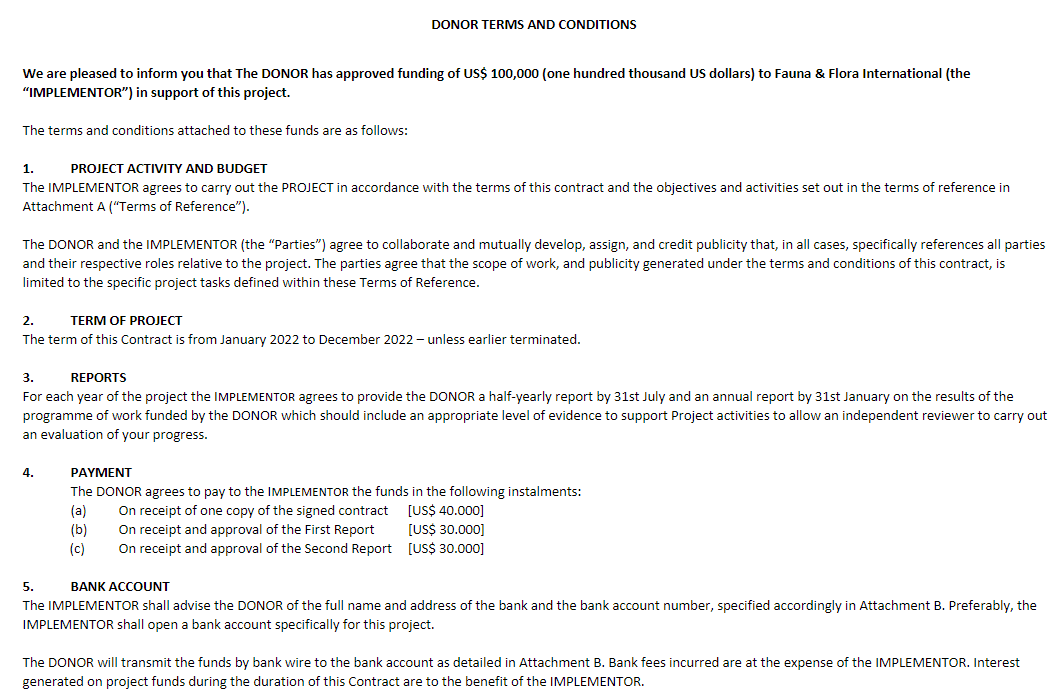 DONOR TERMS AND CONDITIONS
We are pleased to inform you that The DONOR has approved funding of US$ 100,000 (one hundred thousand US dollars) to Fauna & Flora International (the
“IMPLEMENTOR”) in support of this project.
The terms and conditions attached to these funds are as follows:
1. PROJECT ACTIVITY AND BUDGET
The IMPLEMENTOR agrees to carry out the PROJECT in accordance with the terms of this contract and the objectives and activities set out in the terms of reference in
Attachment A (“Terms of Reference”).
The DONOR and the IMPLEMENTOR (the “Parties”) agree to collaborate and mutually develop, assign, and credit publicity that, in all cases, specifically references all parties
and their respective roles relative to the project. The parties agree that the scope of work, and publicity generated under the terms and conditions of this contract, is
limited to the specific project tasks defined within these Terms of Reference.
2. TERM OF PROJECT
The term of this Contract is from January 2022 to December 2022 – unless earlier terminated.
3. REPORTS
For each year of the project the IMPLEMENTOR agrees to provide the DONOR a half-yearly report by 31st July and an annual report by 31st January on the results of the
programme of work funded by the DONOR which should include an appropriate level of evidence to support Project activities to allow an independent reviewer to carry out
an evaluation of your progress.
4. PAYMENT
The DONOR agrees to pay to the IMPLEMENTOR the funds in the following instalments:
(a) On receipt of one copy of the signed contract [US$ 40.000]
(b) On receipt and approval of the First Report [US$ 30.000]
(c) On receipt and approval of the Second Report [US$ 30.000]
5. BANK ACCOUNT
The IMPLEMENTOR shall advise the DONOR of the full name and address of the bank and the bank account number, specified accordingly in Attachment B. Preferably, the
IMPLEMENTOR shall open a bank account specifically for this project.
The DONOR will transmit the funds by bank wire to the bank account as detailed in Attachment B. Bank fees incurred are at the expense of the IMPLEMENTOR. Interest
generated on project funds during the duration of this Contract are to the benefit of the IMPLEMENTOR.